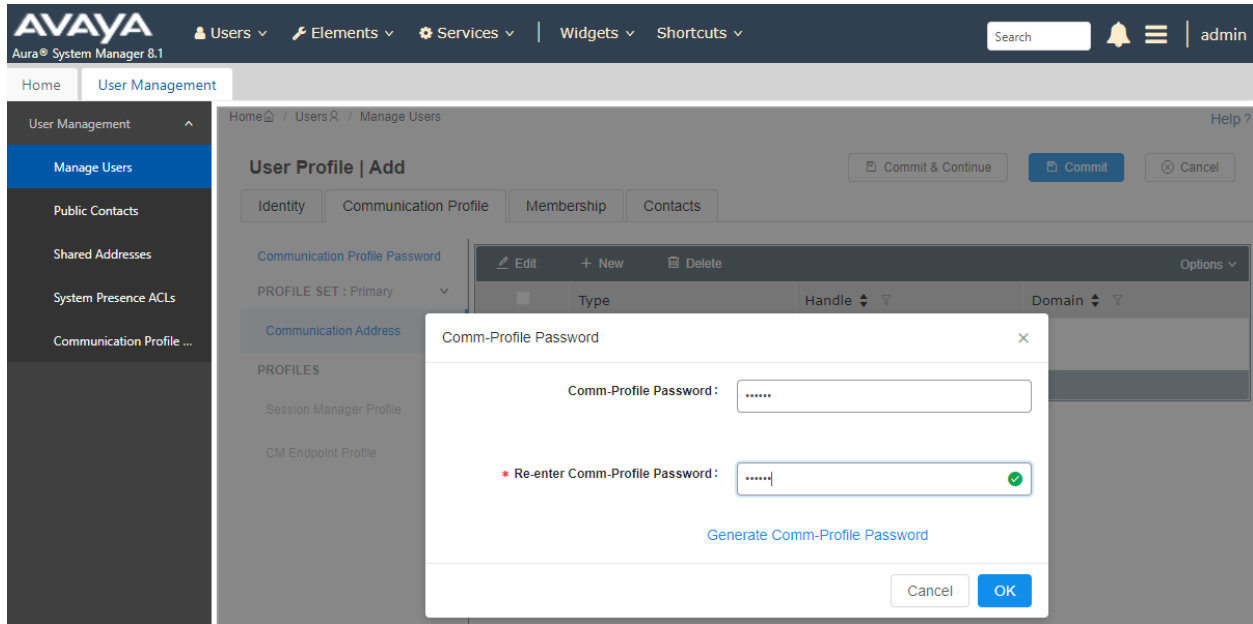 AVAYA
Aura® System Manager 8.1
Users
Elements
Services
Widgets
Shortcuts
Search
admin
Home
User Management
User Management
Manage Users
Public Contacts
Shared Addresses
System Presence ACLs
Communication Profile ...
Home / Users / Manage Users
Help ?
User Profile | Add
Commit & Continue
Commit
Cancel
Identity
Communication Profile
Membership
Contacts
Communication Profile Password
PROFILE SET : Primary
Communication Address
PROFILES
Session Manager Profile
CM Endpoint Profile
Edit
+ New
Delete
Options
Type
Handle
Domain
Comm-Profile Password
Comm-Profile Password :
••••••
* Re-enter Comm-Profile Password :
••••••
Generate Comm-Profile Password
Cancel
OK